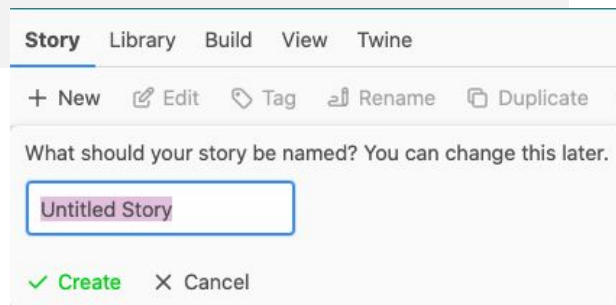 Story Library Build View Twine
+ New Edit Tag Rename Duplicate
What should your story be named? You can change this later.
Untitled Story
Create Cancel